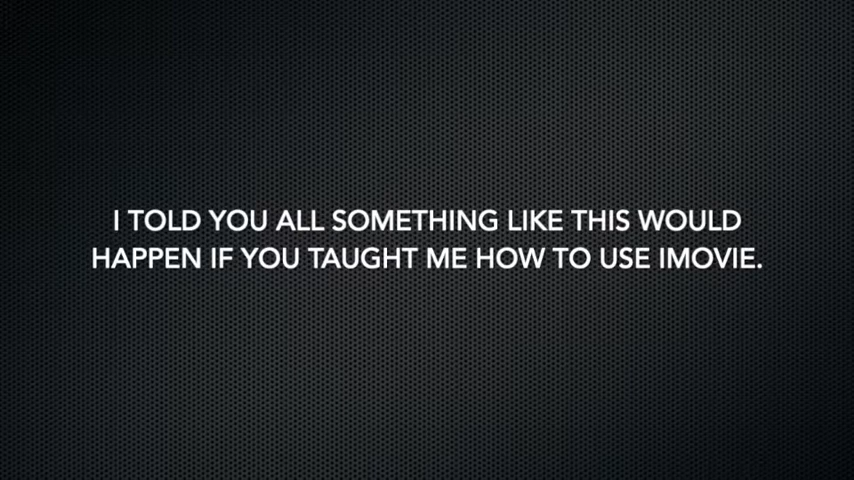 I TOLD YOU ALL SOMETHING LIKE THIS WOULD
HAPPEN IF YOU TAUGHT ME HOW TO USE IMOVIE.